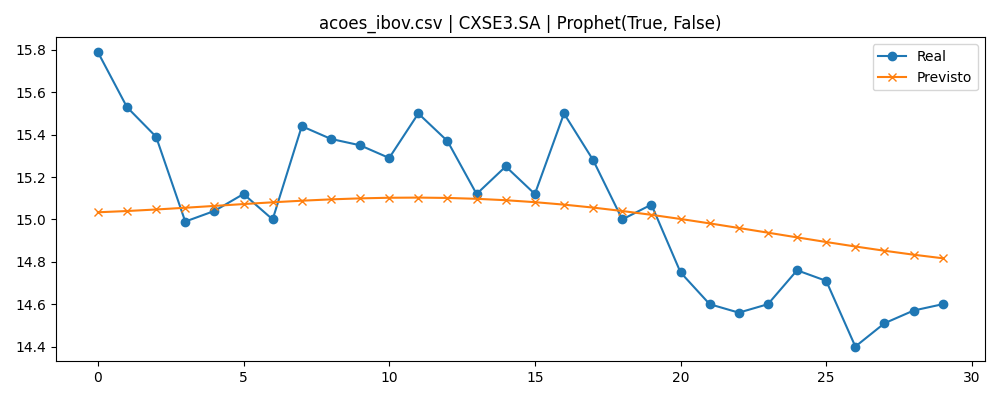 acoes_ibov.csv | CXSE3.SA | Prophet(True, False)
Real
Previsto
15.8
15.6
15.4
15.2
15.0
14.8
14.6
14.4
0 5 10 15 20 25 30